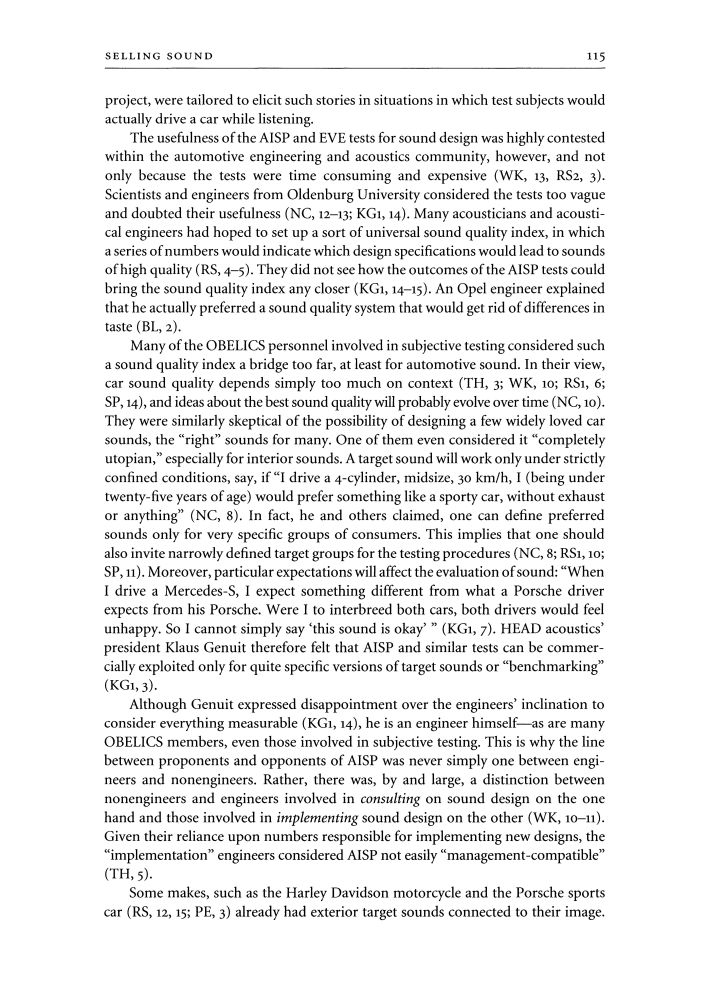 SELLING SOUND 115
project, were tailored to elicit such stories in situations in which test subjects would
actually drive a car while listening.
The usefulness of the AISP and EVE tests for sound design was highly contested
within the automotive engineering and acoustics community, however, and not
only because the tests were time consuming and expensive (WK, 13, RS2, 3).
Scientists and engineers from Oldenburg University considered the tests too vague
and doubted their usefulness (NC, 12–13; KG1, 14). Many acousticians and acousti-
cal engineers had hoped to set up a sort of universal sound quality index, in which
a series of numbers would indicate which design specifications would lead to sounds
of high quality (RS, 4–5). They did not see how the outcomes of the AISP tests could
bring the sound quality index any closer (KG1, 14–15). An Opel engineer explained
that he actually preferred a sound quality system that would get rid of differences in
taste (BL, 2).
Many of the OBELICS personnel involved in subjective testing considered such
a sound quality index a bridge too far, at least for automotive sound. In their view,
car sound quality depends simply too much on context (TH, 3; WK, 10; RS1, 6;
SP, 14), and ideas about the best sound quality will probably evolve over time (NC, 10).
They were similarly skeptical of the possibility of designing a few widely loved car
sounds, the “right” sounds for many. One of them even considered it “completely
utopian,” especially for interior sounds. A target sound will work only under strictly
confined conditions, say, if “I drive a 4-cylinder, midsize, 30 km/h, I (being under
twenty-five years of age) would prefer something like a sporty car, without exhaust
or anything” (NC, 8). In fact, he and others claimed, one can define preferred
sounds only for very specific groups of consumers. This implies that one should
also invite narrowly defined target groups for the testing procedures (NC, 8; RS1, 10;
SP, 11). Moreover, particular expectations will affect the evaluation of sound: “When
I drive a Mercedes-S, I expect something different from what a Porsche driver
expects from his Porsche. Were I to interbreed both cars, both drivers would feel
unhappy. So I cannot simply say ‘this sound is okay’ ” (KG1, 7). HEAD acoustics’
president Klaus Genuit therefore felt that AISP and similar tests can be commer-
cially exploited only for quite specific versions of target sounds or “benchmarking”
(KG1, 3).
Although Genuit expressed disappointment over the engineers’ inclination to
consider everything measurable (KG1, 14), he is an engineer himself—as are many
OBELICS members, even those involved in subjective testing. This is why the line
between proponents and opponents of AISP was never simply one between engi-
neers and nonengineers. Rather, there was, by and large, a distinction between
nonengineers and engineers involved in consulting on sound design on the one
hand and those involved in implementing sound design on the other (WK, 10–11).
Given their reliance upon numbers responsible for implementing new designs, the
“implementation” engineers considered AISP not easily “management-compatible”
(TH, 5).
Some makes, such as the Harley Davidson motorcycle and the Porsche sports
car (RS, 12, 15; PE, 3) already had exterior target sounds connected to their image.